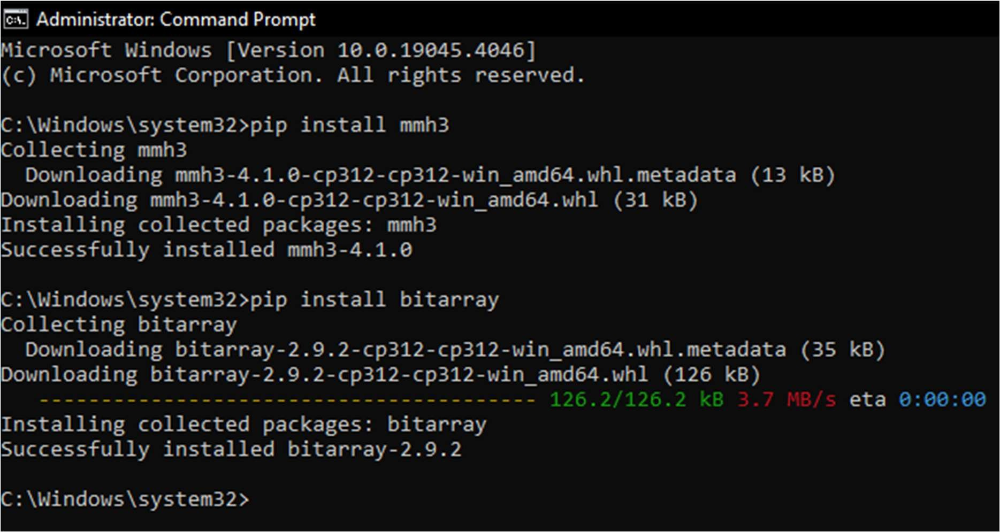 C:\. Administrator: Command Prompt
Microsoft Windows [Version 10.0.19045.4046]
(c) Microsoft Corporation. All rights reserved.
C:\Windows\system32>pip install mmh3
Collecting mmh3
  Downloading mmh3-4.1.0-cp312-cp312-win_amd64.whl.metadata (13 kB)
Downloading mmh3-4.1.0-cp312-cp312-win_amd64.whl (31 kB)
Installing collected packages: mmh3
Successfully installed mmh3-4.1.0
C:\Windows\system32>pip install bitarray
Collecting bitarray
  Downloading bitarray-2.9.2-cp312-cp312-win_amd64.whl.metadata (35 kB)
Downloading bitarray-2.9.2-cp312-cp312-win_amd64.whl (126 kB)
   ---------------------------------------- 126.2/126.2 kB 3.7 MB/s eta 0:00:00
Installing collected packages: bitarray
Successfully installed bitarray-2.9.2
C:\Windows\system32>